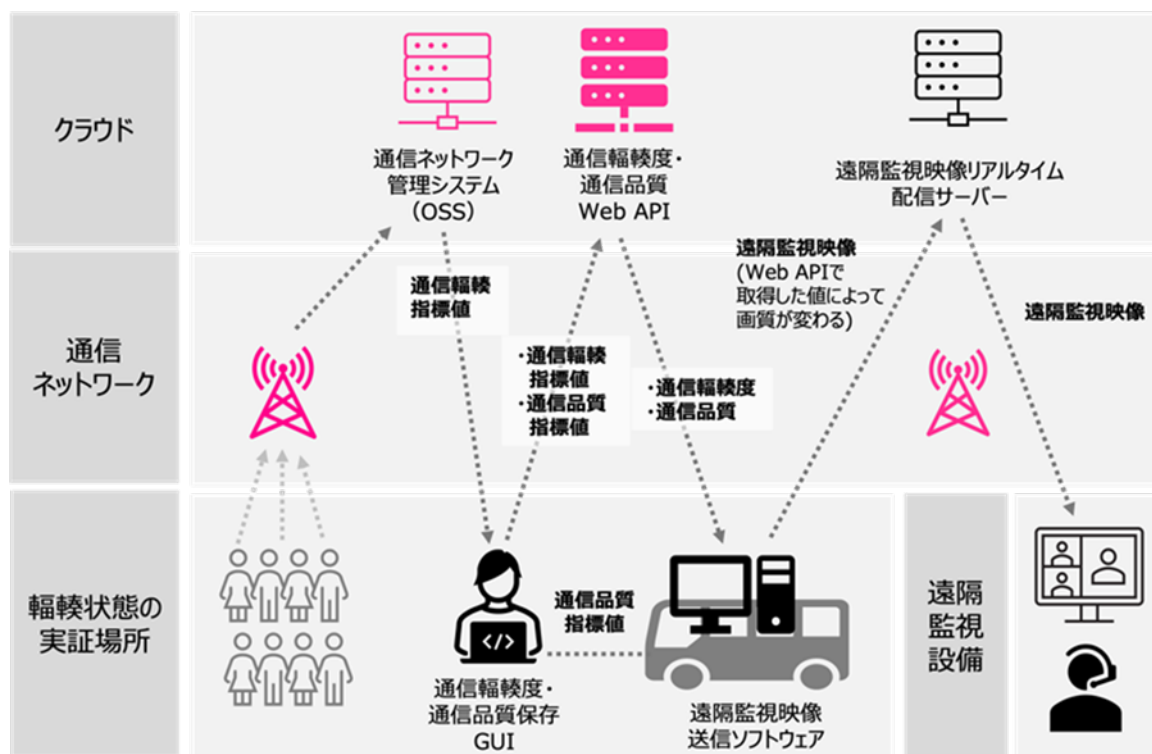 クラウド
通信ネットワーク
管理システム
（OSS）
通信輻輳度・
通信品質
Web API
遠隔監視映像リアルタイム
配信サーバー
通信
ネットワーク
通信輻輳
指標値
・通信輻輳
指標値
・通信品質
指標値
・通信輻輳度
・通信品質
遠隔監視映像
(Web APIで
取得した値によって
画質が変わる)
遠隔監視映像
輻輳状態の
実証場所
</>
通信輻輳度・
通信品質保存
GUI
通信品質
指標値
遠隔監視映像
送信ソフトウェア
遠隔
監視
設備